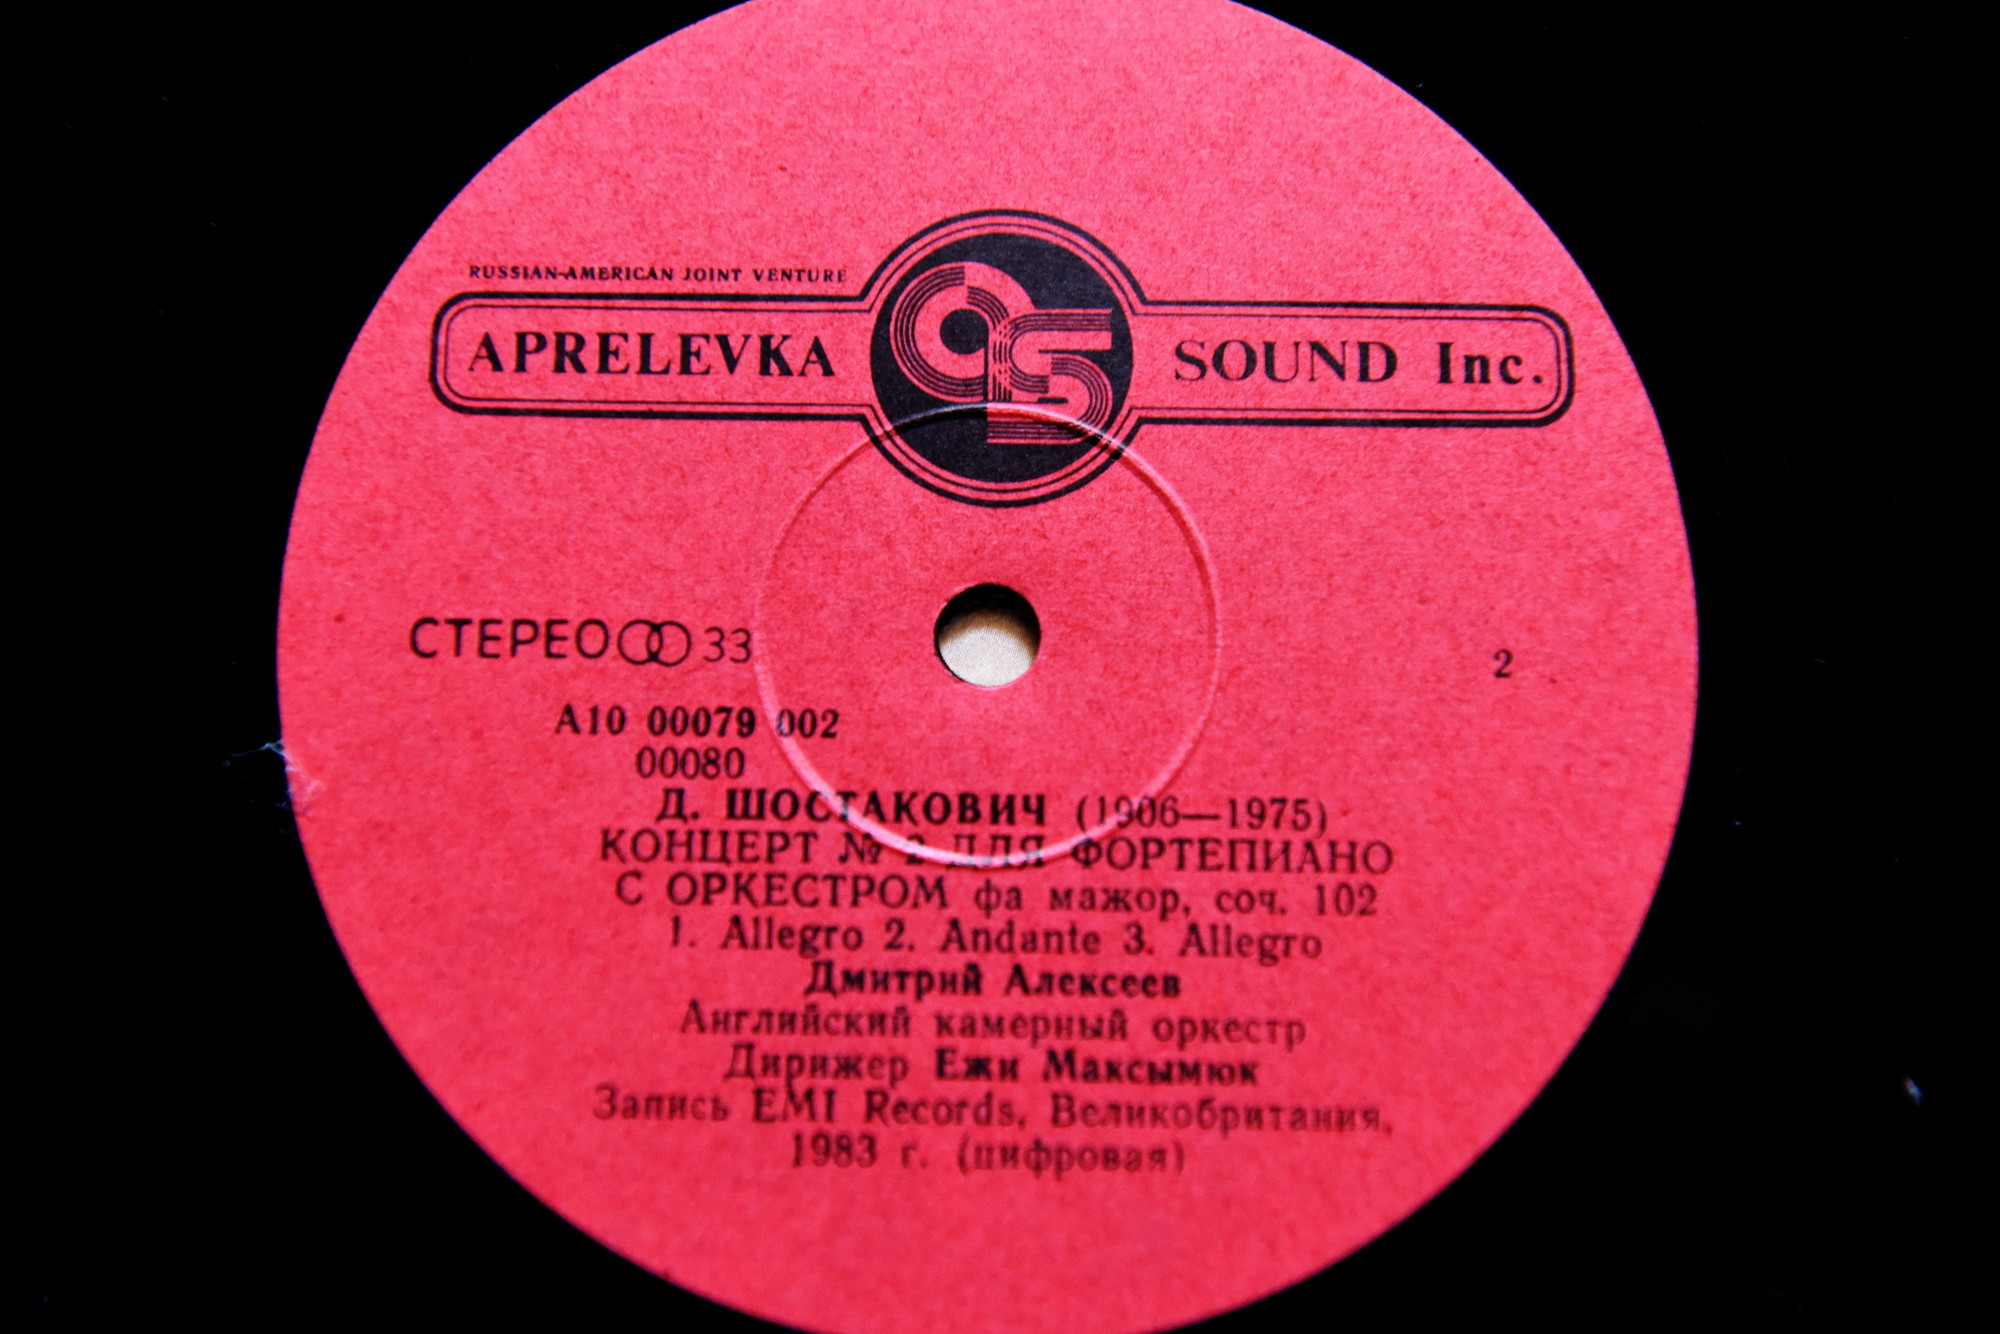 RUSSIAN-AMERICAN JOINT VENTURE
APRELEVKA SOUND Inc.
СТЕРЕО 33
2
А10 00079 002
00080
Д. ШОСТАКОВИЧ (1906—1975)
КОНЦЕРТ № 2 ДЛЯ ФОРТЕПИАНО
С ОРКЕСТРОМ фа мажор, соч. 102
1. Allegro 2. Andante 3. Allegro
Дмитрий Алексеев
Английский камерный оркестр
Дирижер Ежи Максымюк
Запись EMI Records, Великобритания,
1983 г. (цифровая)